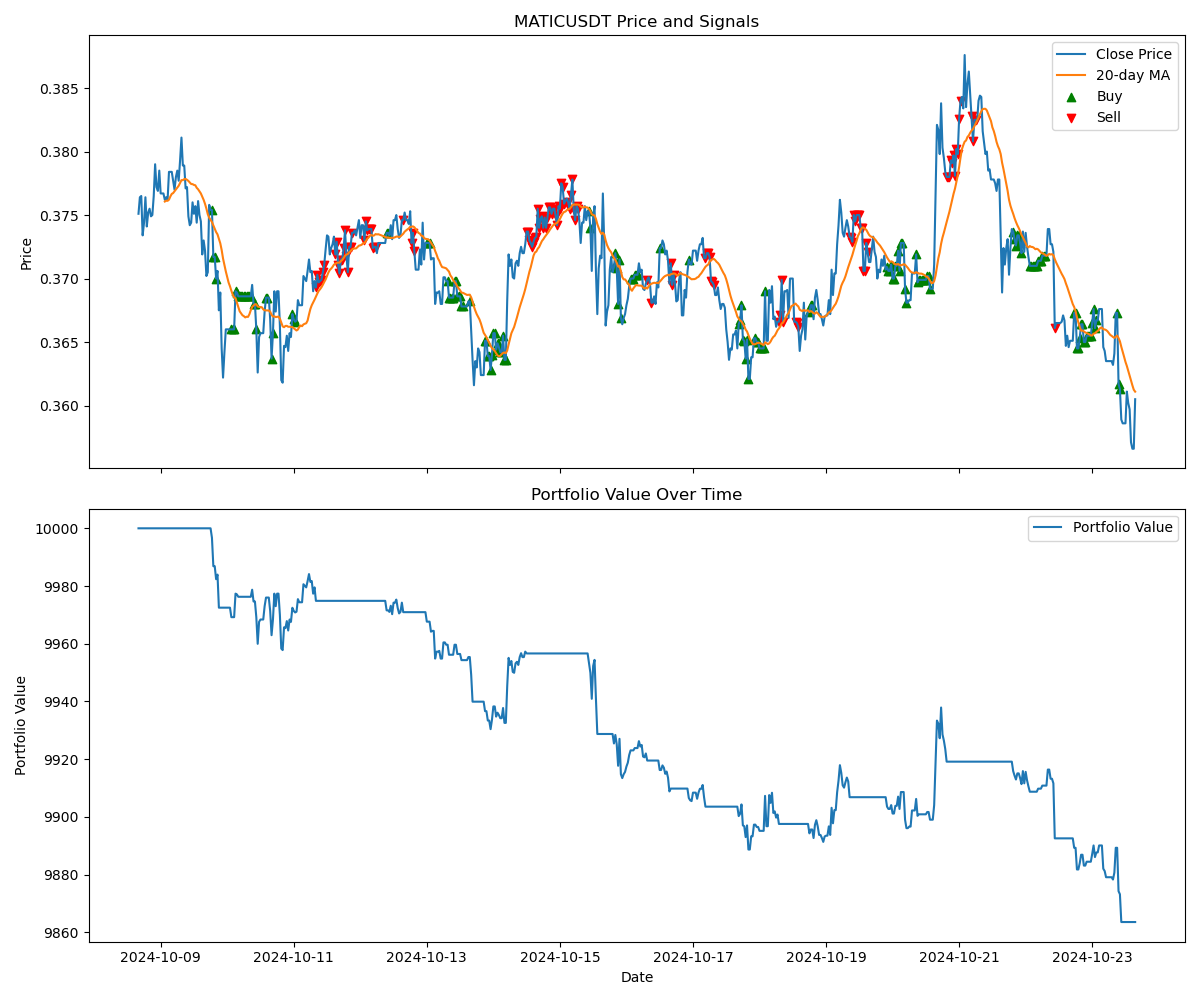 MATICUSDT Price and Signals
Price
0.385
0.380
0.375
0.370
0.365
0.360
Close Price
20-day MA
Buy
Sell
Portfolio Value Over Time
Portfolio Value
10000
9980
9960
9940
9920
9900
9880
9860
Portfolio Value
2024-10-09 2024-10-11 2024-10-13 2024-10-15 2024-10-17 2024-10-19 2024-10-21 2024-10-23
Date